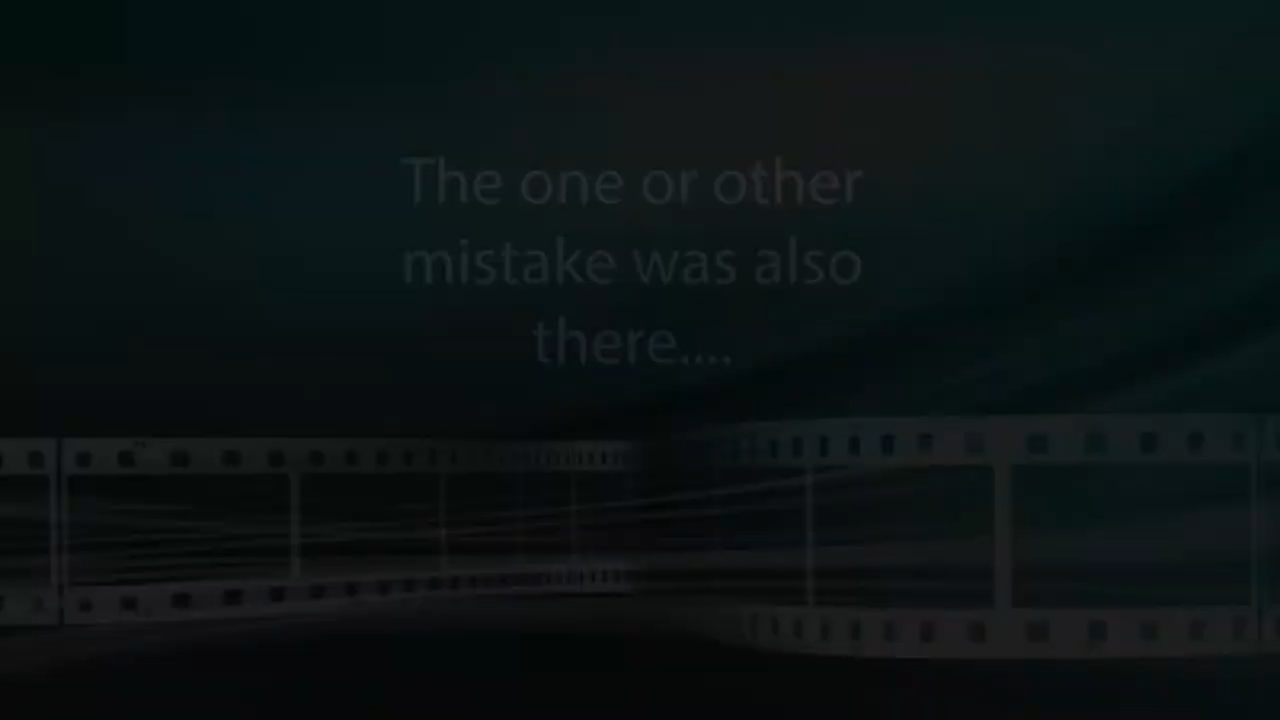 The one or other
mistake was also
there....